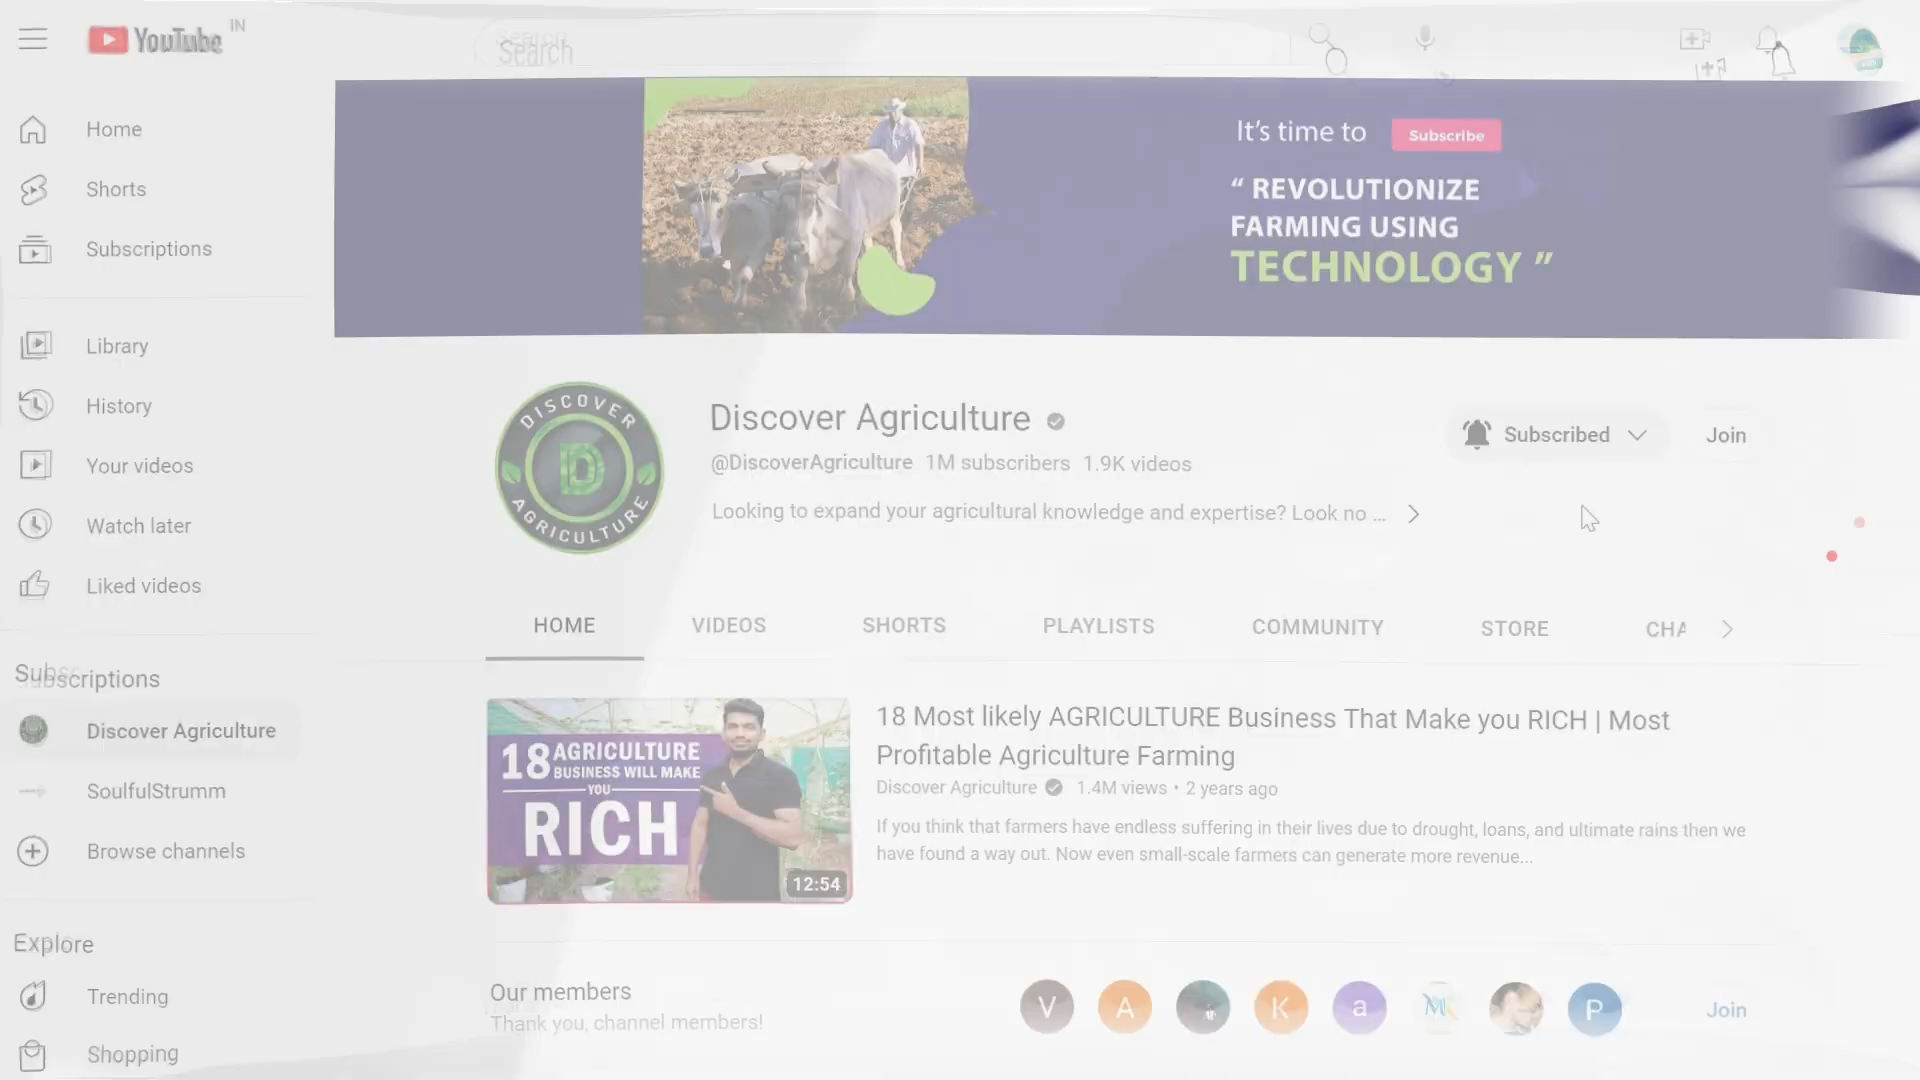 YouTube IN
Search
Home
Shorts
Subscriptions
Library
History
Your videos
Watch later
Liked videos
Subscriptions
Discover Agriculture
SoulfulStrumm
Browse channels
Explore
Trending
Shopping
It's time to Subscribe
“ REVOLUTIONIZE
FARMING USING
TECHNOLOGY ”
DISCOVER
D
AGRICULTURE
Discover Agriculture
@DiscoverAgriculture 1M subscribers 1.9K videos
Looking to expand your agricultural knowledge and expertise? Look no ...
Subscribed
Join
HOME VIDEOS SHORTS PLAYLISTS COMMUNITY STORE CHA
18 AGRICULTURE
BUSINESS WILL MAKE
YOU
RICH
12:54
18 Most likely AGRICULTURE Business That Make you RICH | Most
Profitable Agriculture Farming
Discover Agriculture 1.4M views • 2 years ago
If you think that farmers have endless suffering in their lives due to drought, loans, and ultimate rains then we
have found a way out. Now even small-scale farmers can generate more revenue...
Our members
Thank you, channel members!
V A K a M P
Join